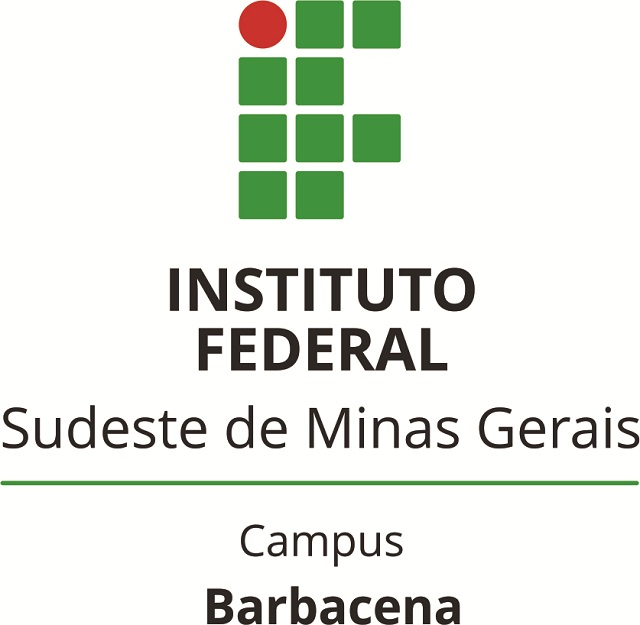 INSTITUTO
FEDERAL
Sudeste de Minas Gerais
Campus
Barbacena